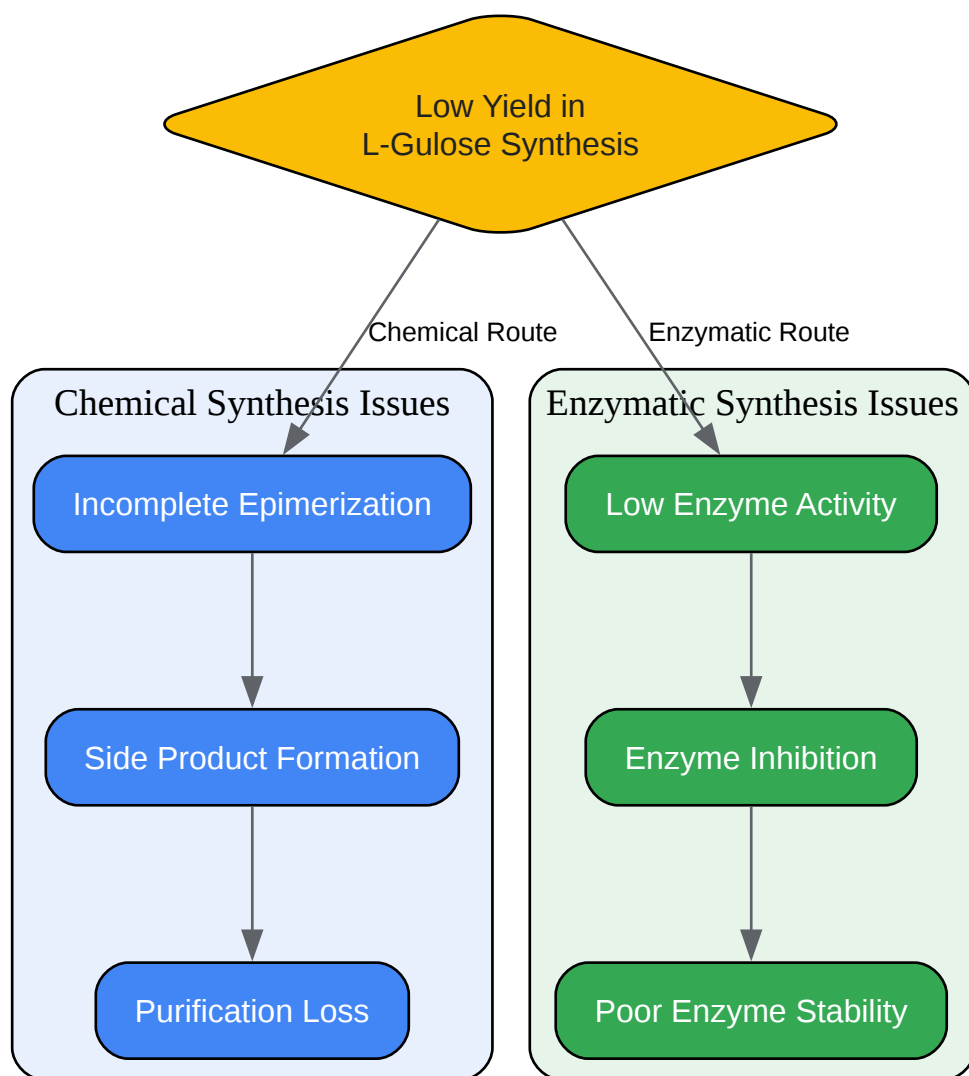 Low Yield in
L-Gulose Synthesis
Chemical Route
Enzymatic Route
Chemical Synthesis Issues
Incomplete Epimerization
Side Product Formation
Purification Loss
Enzymatic Synthesis Issues
Low Enzyme Activity
Enzyme Inhibition
Poor Enzyme Stability